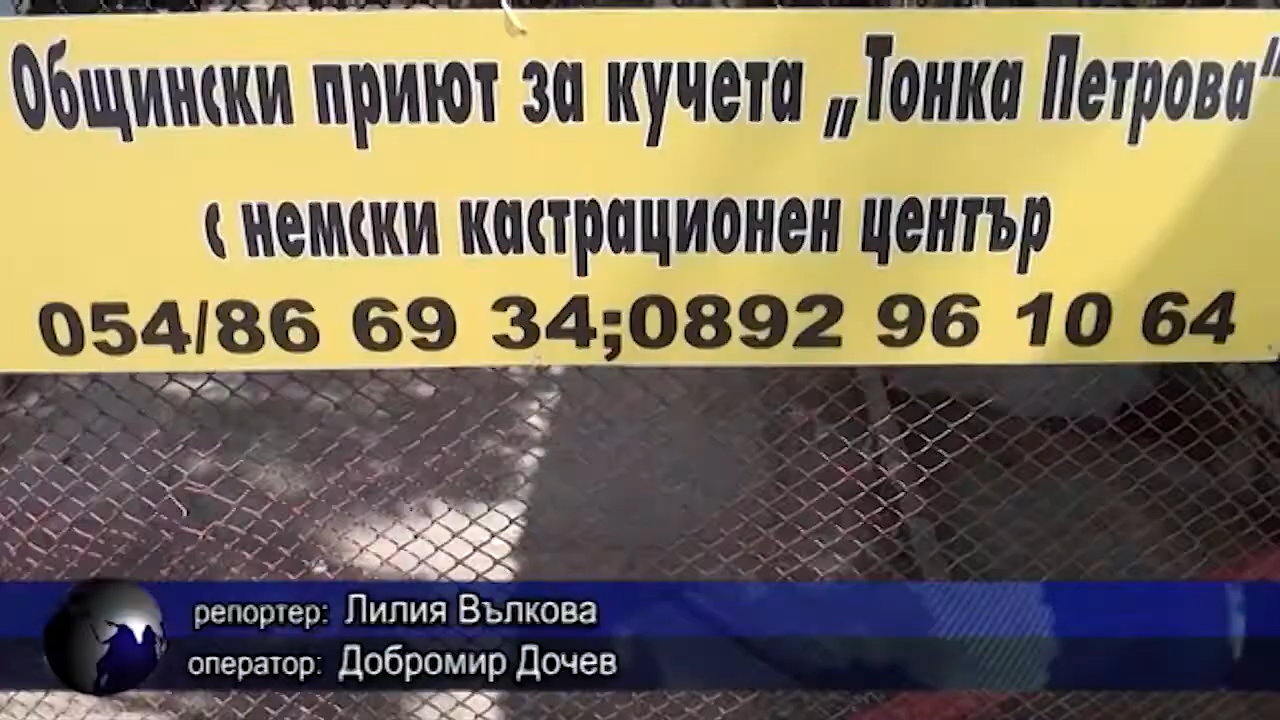 Общински приют за кучета „Тонка Петрова“
с немски кастрационен център
054/86 69 34;0892 96 10 64
репортер: Лилия Вълкова
оператор: Добромир Дочев